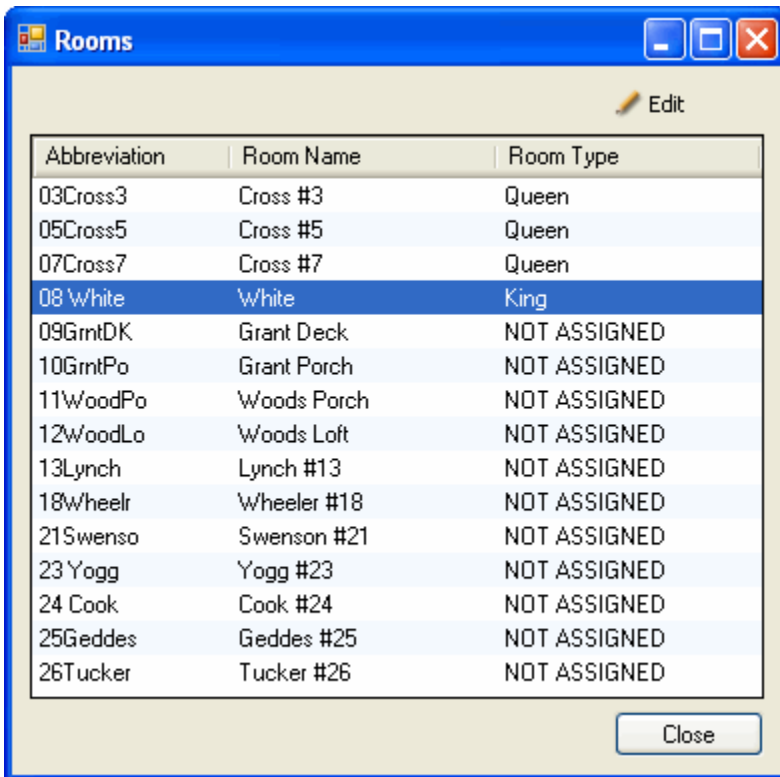 Rooms
Edit
Abbreviation Room Name Room Type
03Cross3 Cross #3 Queen
05Cross5 Cross #5 Queen
07Cross7 Cross #7 Queen
08 White White King
09GrntDK Grant Deck NOT ASSIGNED
10GrntPo Grant Porch NOT ASSIGNED
11WoodPo Woods Porch NOT ASSIGNED
12WoodLo Woods Loft NOT ASSIGNED
13Lynch Lynch #13 NOT ASSIGNED
18Wheelr Wheeler #18 NOT ASSIGNED
21Swenso Swenson #21 NOT ASSIGNED
23 Yogg Yogg #23 NOT ASSIGNED
24 Cook Cook #24 NOT ASSIGNED
25Geddes Geddes #25 NOT ASSIGNED
26Tucker Tucker #26 NOT ASSIGNED
Close